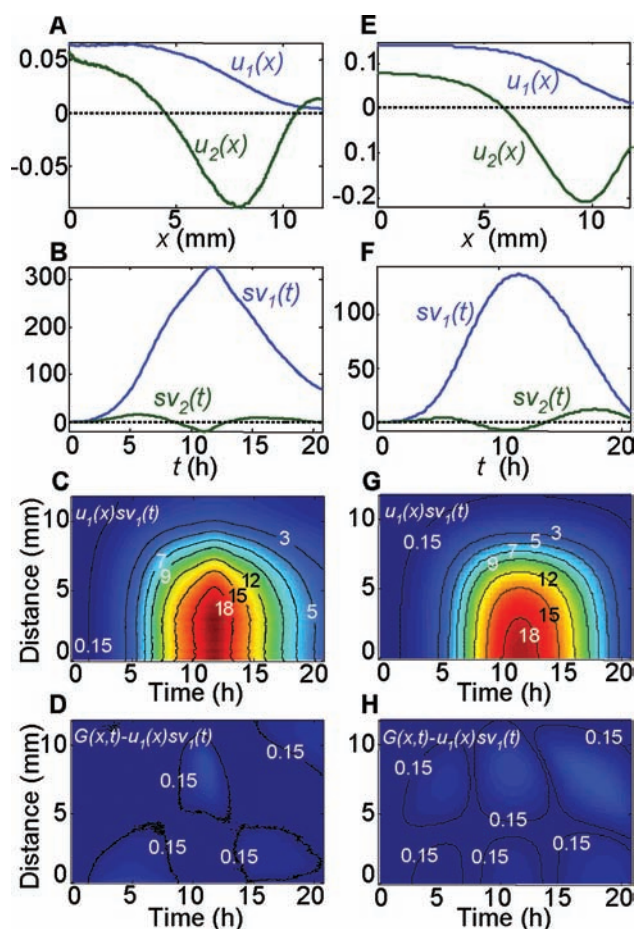 A
0.05
0
-0.05
u1(x)
u2(x)
0 5 10
x (mm)
E
0.1
0
0.1
-0.2
u1(x)
u2(x)
0 5 10
x (mm)
B
300
200
100
0
sv1(t)
sv2(t)
0 5 10 15 20
t (h)
F
100
50
0
sv1(t)
sv2(t)
0 5 10 15 20
t (h)
C
u1(x)sv1(t)
Distance (mm)
10
5
0
3
7
9
12
15
18
5
0.15
0 5 10 15 20
Time (h)
G
u1(x)sv1(t)
Distance (mm)
10
5
0
0.15
3
5
7
9
12
15
18
0 5 10 15 20
Time (h)
D
G(x,t)-u1(x)sv1(t)
Distance (mm)
10
5
0
0.15
0.15
0.15
0.15
0 5 10 15 20
Time (h)
H
G(x,t)-u1(x)sv1(t)
Distance (mm)
10
5
0
0.15
0.15
0.15
0.15
0.15
0.15
0 5 10 15 20
Time (h)